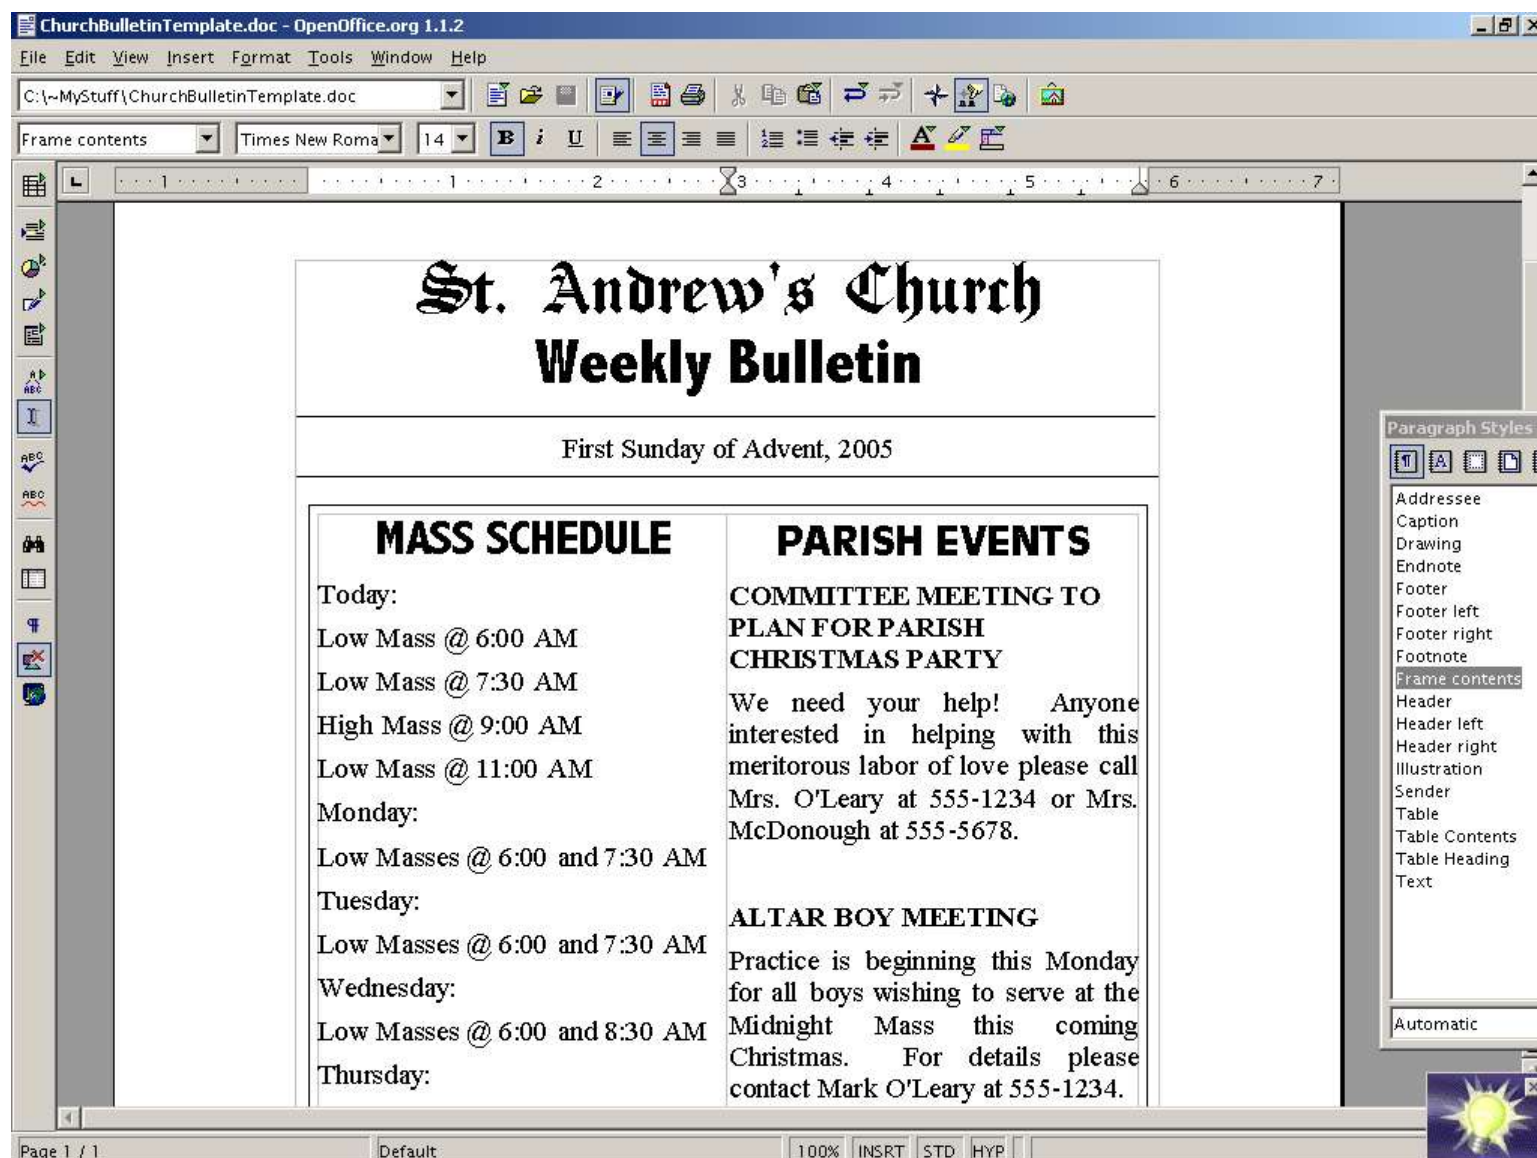 ChurchBulletinTemplate.doc - OpenOffice.org 1.1.2
File Edit View Insert Format Tools Window Help
C:\~MyStuff\ChurchBulletinTemplate.doc
Frame contents Times New Roma 14 B i U A
1 1 2 3 4 5 6 7
St. Andrew's Church
Weekly Bulletin
First Sunday of Advent, 2005
MASS SCHEDULE
Today:
Low Mass @ 6:00 AM
Low Mass @ 7:30 AM
High Mass @ 9:00 AM
Low Mass @ 11:00 AM
Monday:
Low Masses @ 6:00 and 7:30 AM
Tuesday:
Low Masses @ 6:00 and 7:30 AM
Wednesday:
Low Masses @ 6:00 and 8:30 AM
Thursday:
PARISH EVENTS
COMMITTEE MEETING TO
PLAN FOR PARISH
CHRISTMAS PARTY
We need your help! Anyone
interested in helping with this
meritorous labor of love please call
Mrs. O'Leary at 555-1234 or Mrs.
McDonough at 555-5678.
ALTAR BOY MEETING
Practice is beginning this Monday
for all boys wishing to serve at the
Midnight Mass this coming
Christmas. For details please
contact Mark O'Leary at 555-1234.
Paragraph Styles
Addressee
Caption
Drawing
Endnote
Footer
Footer left
Footer right
Footnote
Frame contents
Header
Header left
Header right
Illustration
Sender
Table
Table Contents
Table Heading
Text
Automatic
Page 1 / 1 Default 100% INSRT STD HYP